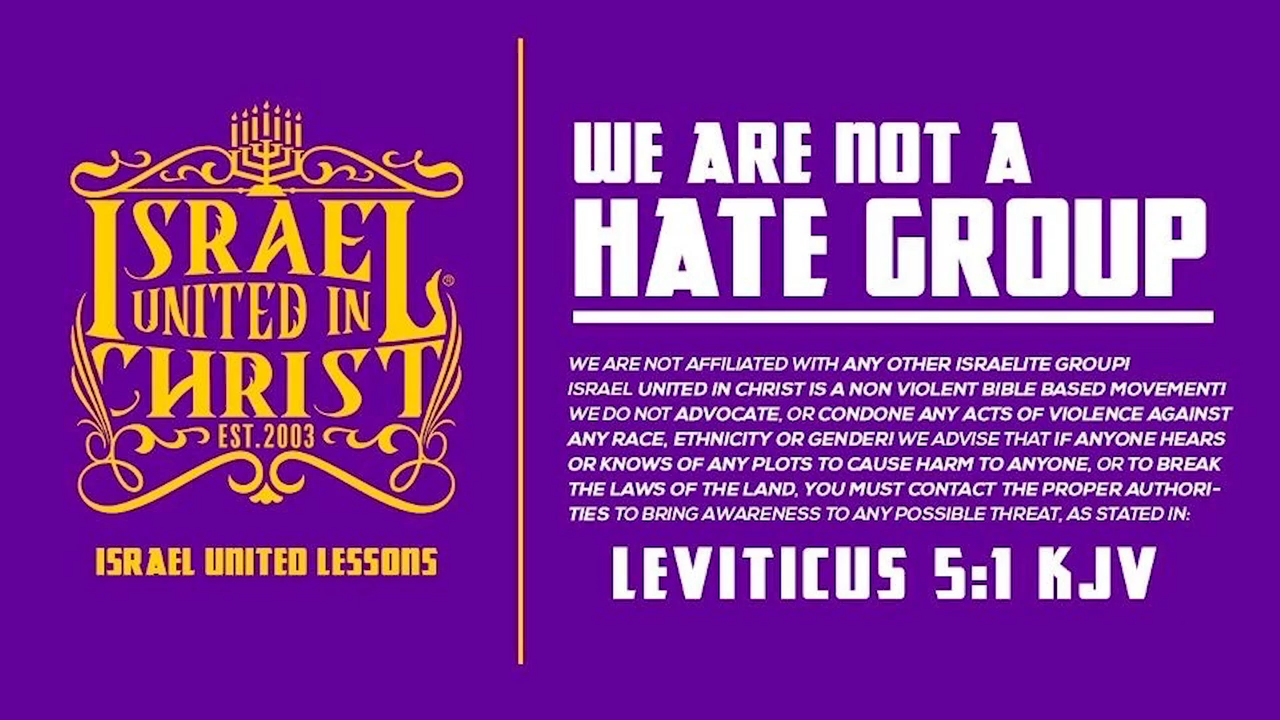 ISRAEL
UNITED IN
CHRIST
EST.2003
ISRAEL UNITED LESSONS
WE ARE NOT A
HATE GROUP
WE ARE NOT AFFILIATED WITH ANY OTHER ISRAELITE GROUP!
ISRAEL UNITED IN CHRIST IS A NON VIOLENT BIBLE BASED MOVEMENT!
WE DO NOT ADVOCATE, OR CONDONE ANY ACTS OF VIOLENCE AGAINST
ANY RACE, ETHNICITY OR GENDER! WE ADVISE THAT IF ANYONE HEARS
OR KNOWS OF ANY PLOTS TO CAUSE HARM TO ANYONE, OR TO BREAK
THE LAWS OF THE LAND, YOU MUST CONTACT THE PROPER AUTHORI-
TIES TO BRING AWARENESS TO ANY POSSIBLE THREAT, AS STATED IN:
LEVITICUS 5:1 KJV